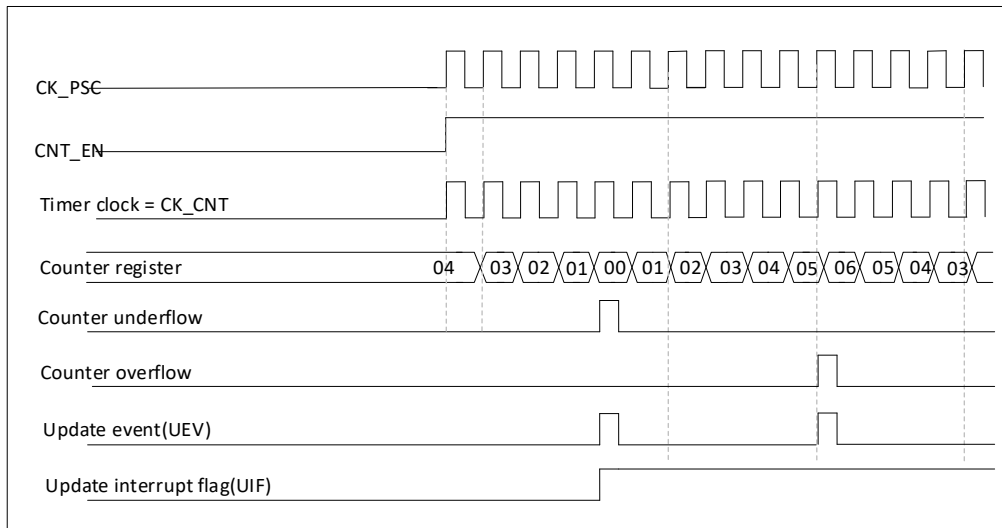 CK_PSC
CNT_EN
Timer clock = CK_CNT
Counter register 04 03 02 01 00 01 02 03 04 05 06 05 04 03
Counter underflow
Counter overflow
Update event(UEV)
Update interrupt flag(UIF)